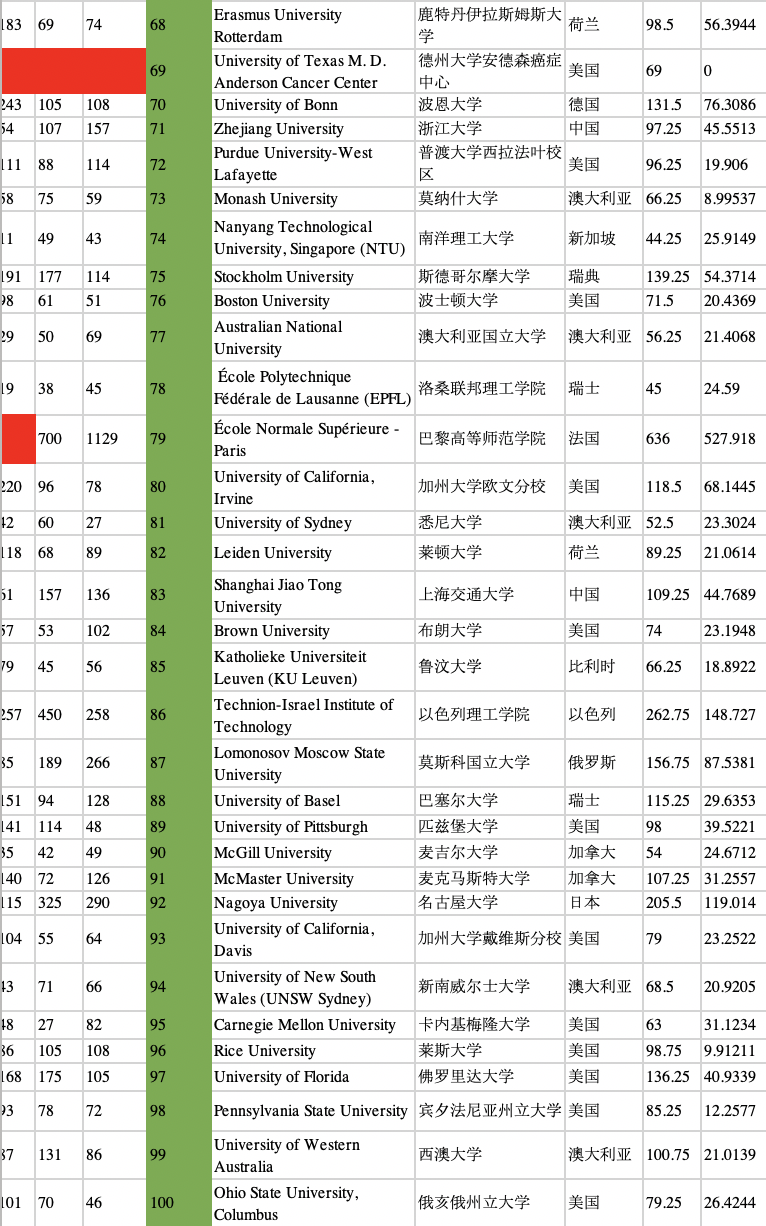 183 69 74 68 Erasmus University
Rotterdam 鹿特丹伊拉斯姆斯大
学 荷兰 98.5 56.3944
69 University of Texas M. D.
Anderson Cancer Center 德州大学安德森癌症
中心 美国 69 0
243 105 108 70 University of Bonn 波恩大学 德国 131.5 76.3086
54 107 157 71 Zhejiang University 浙江大学 中国 97.25 45.5513
111 88 114 72 Purdue University-West
Lafayette 普渡大学西拉法叶校
区 美国 96.25 19.906
58 75 59 73 Monash University 莫纳什大学 澳大利亚 66.25 8.99537
11 49 43 74 Nanyang Technological
University, Singapore (NTU) 南洋理工大学 新加坡 44.25 25.9149
191 177 114 75 Stockholm University 斯德哥尔摩大学 瑞典 139.25 54.3714
98 61 51 76 Boston University 波士顿大学 美国 71.5 20.4369
29 50 69 77 Australian National
University 澳大利亚国立大学 澳大利亚 56.25 21.4068
19 38 45 78 École Polytechnique
Fédérale de Lausanne (EPFL) 洛桑联邦理工学院 瑞士 45 24.59
700 1129 79 École Normale Supérieure -
Paris 巴黎高等师范学院 法国 636 527.918
220 96 78 80 University of California,
Irvine 加州大学欧文分校 美国 118.5 68.1445
42 60 27 81 University of Sydney 悉尼大学 澳大利亚 52.5 23.3024
118 68 89 82 Leiden University 莱顿大学 荷兰 89.25 21.0614
61 157 136 83 Shanghai Jiao Tong
University 上海交通大学 中国 109.25 44.7689
57 53 102 84 Brown University 布朗大学 美国 74 23.1948
79 45 56 85 Katholieke Universiteit
Leuven (KU Leuven) 鲁汶大学 比利时 66.25 18.8922
257 450 258 86 Technion-Israel Institute of
Technology 以色列理工学院 以色列 262.75 148.727
85 189 266 87 Lomonosov Moscow State
University 莫斯科国立大学 俄罗斯 156.75 87.5381
151 94 128 88 University of Basel 巴塞尔大学 瑞士 115.25 29.6353
141 114 48 89 University of Pittsburgh 匹兹堡大学 美国 98 39.5221
35 42 49 90 McGill University 麦吉尔大学 加拿大 54 24.6712
140 72 126 91 McMaster University 麦克马斯特大学 加拿大 107.25 31.2557
115 325 290 92 Nagoya University 名古屋大学 日本 205.5 119.014
104 55 64 93 University of California,
Davis 加州大学戴维斯分校 美国 79 23.2522
43 71 66 94 University of New South
Wales (UNSW Sydney) 新南威尔士大学 澳大利亚 68.5 20.9205
48 27 82 95 Carnegie Mellon University 卡内基梅隆大学 美国 63 31.1234
86 105 108 96 Rice University 莱斯大学 美国 98.75 9.91211
168 175 105 97 University of Florida 佛罗里达大学 美国 136.25 40.9339
93 78 72 98 Pennsylvania State University 宾夕法尼亚州立大学 美国 85.25 12.2577
87 131 86 99 University of Western
Australia 西澳大学 澳大利亚 100.75 21.0139
101 70 46 100 Ohio State University,
Columbus 俄亥俄州立大学 美国 79.25 26.4244